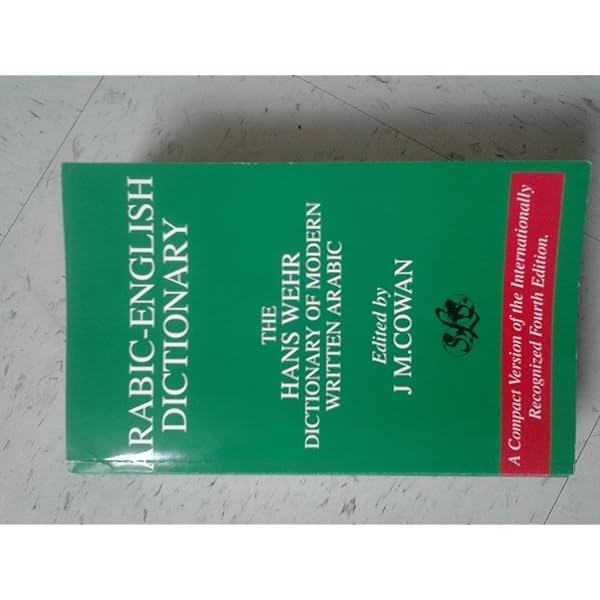 ARABIC-ENGLISH
DICTIONARY
THE
HANS WEHR
DICTIONARY OF MODERN
WRITTEN ARABIC
Edited by
J M.COWAN
A Compact Version of the Internationally
Recognized Fourth Edition.